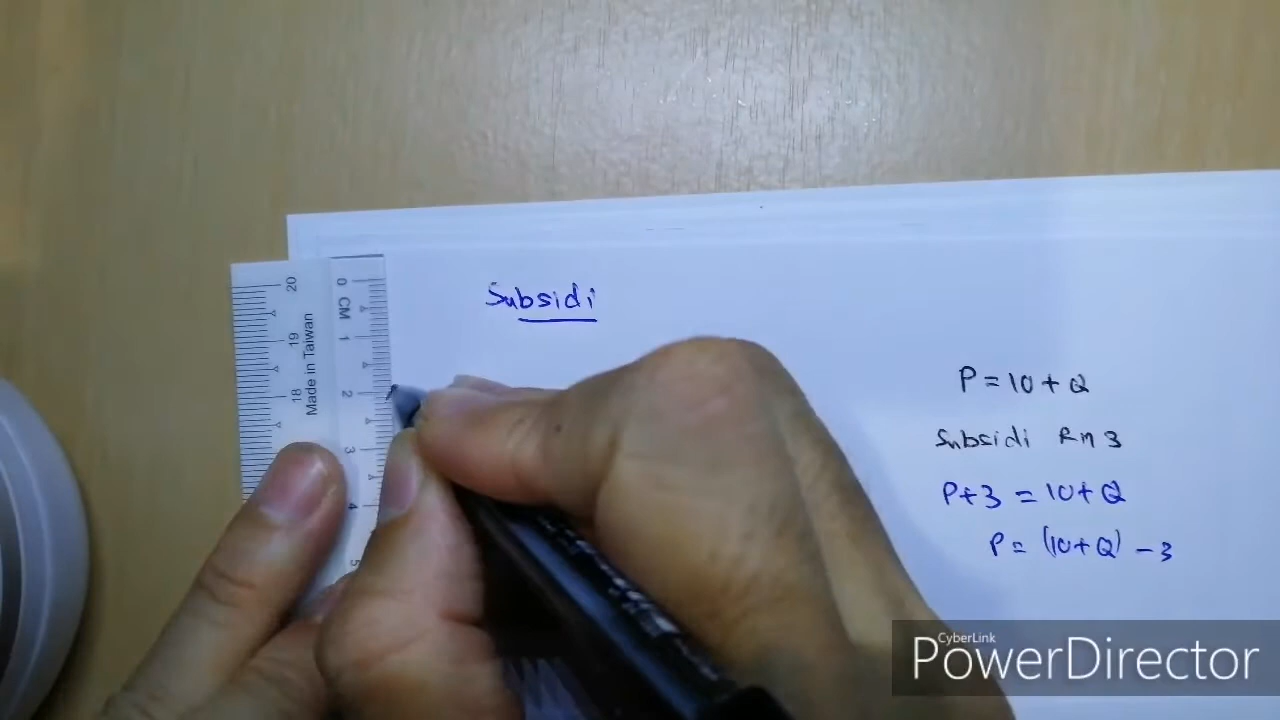 Subsidi
P = 10 + Q
Subsidi RM 3
P+3 = 10+Q
P = (10+Q) - 3
20 0 CM
Made in Taiwan
19 1
18 2
3
4
5
CyberLink
PowerDirector